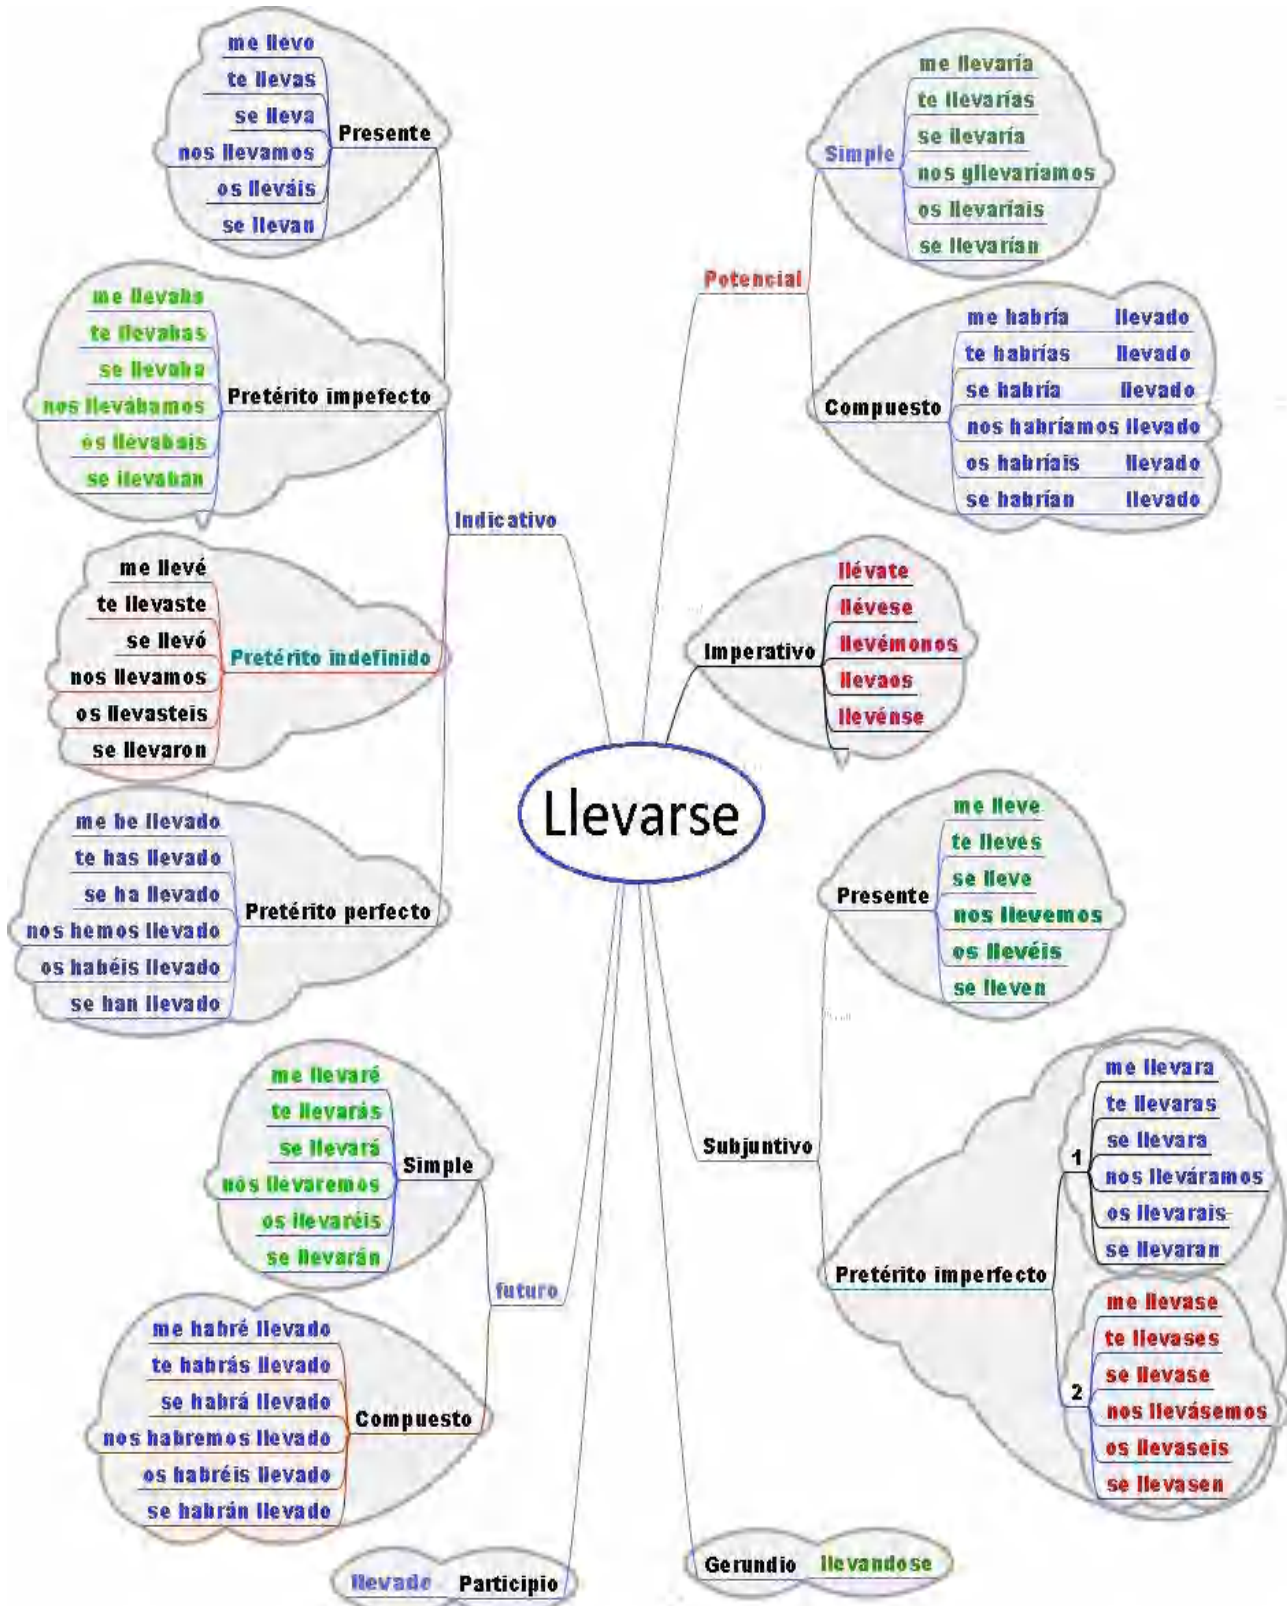 Llevarse
Indicativo
Presente
me llevo
te llevas
se lleva
nos llevamos
os lleváis
se llevan
Pretérito impefecto
me llevaba
te llevabas
se llevaba
nos llevábamos
os llevabais
se llevaban
Pretérito indefinido
me llevé
te llevaste
se llevó
nos llevamos
os llevasteis
se llevaron
Pretérito perfecto
me he llevado
te has llevado
se ha llevado
nos hemos llevado
os habéis llevado
se han llevado
futuro
Simple
me llevaré
te llevarás
se llevará
nos llevaremos
os llevaréis
se llevarán
Compuesto
me habré llevado
te habrás llevado
se habrá llevado
nos habremos llevado
os habréis llevado
se habrán llevado
Participio
llevado
Potencial
Simple
me llevaría
te llevarías
se llevaría
nos gllevaríamos
os llevaríais
se llevarían
Compuesto
me habría llevado
te habrías llevado
se habría llevado
nos habríamos llevado
os habríais llevado
se habrían llevado
Imperativo
llévate
llévese
llevémonos
llevaos
llevénse
Subjuntivo
Presente
me lleve
te lleves
se lleve
nos llevemos
os llevéis
se lleven
Pretérito imperfecto
1
me llevara
te llevaras
se llevara
nos lleváramos
os llevarais
se llevaran
2
me llevase
te llevases
se llevase
nos llevásemos
os llevaseis
se llevasen
Gerundio
llevandose